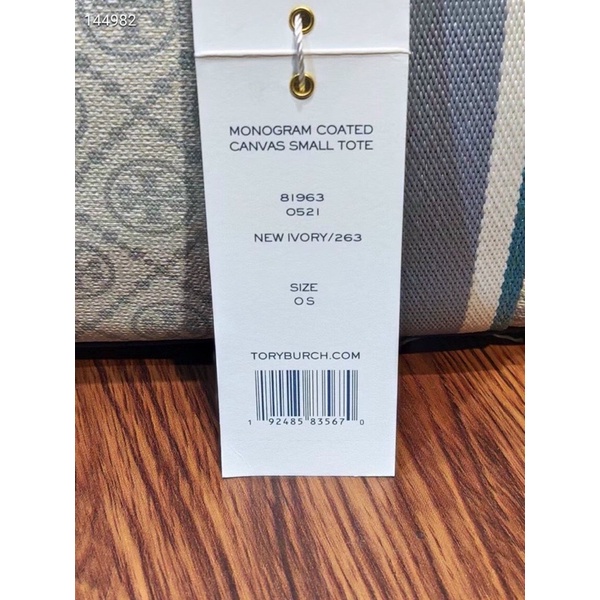 144982
MONOGRAM COATED
CANVAS SMALL TOTE
81963
0521
NEW IVORY/263
SIZE
OS
TORYBURCH.COM
1 92485 83567 0